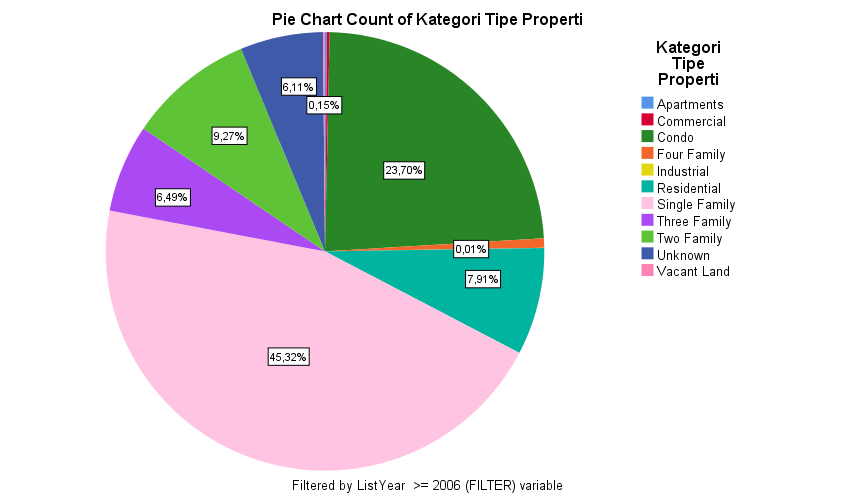 Pie Chart Count of Kategori Tipe Properti
Kategori
Tipe
Properti
Apartments
Commercial
Condo
Four Family
Industrial
Residential
Single Family
Three Family
Two Family
Unknown
Vacant Land
6,11%
0,15%
9,27%
23,70%
6,49%
0,01%
7,91%
45,32%
Filtered by ListYear >= 2006 (FILTER) variable